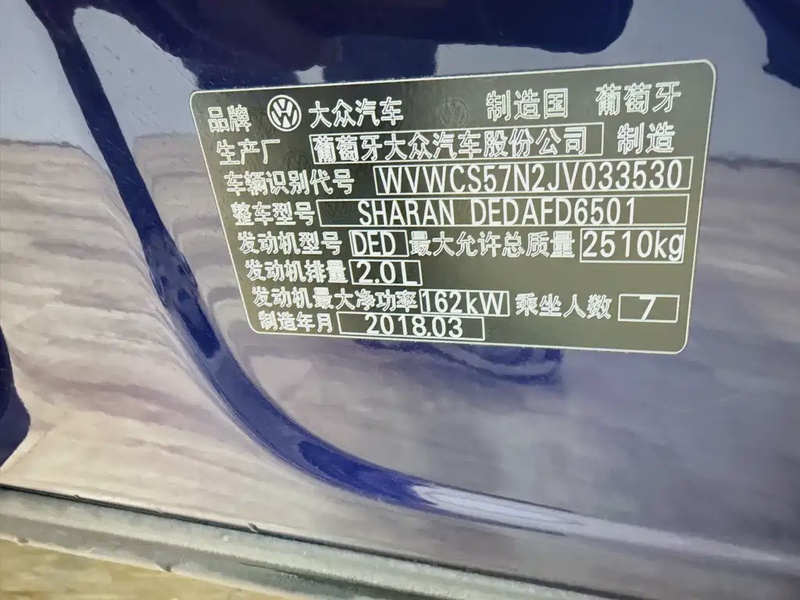 品牌 大众汽车 制造国 葡萄牙
生产厂 葡萄牙大众汽车股份公司 制造
车辆识别代号 WVWCS57N2JV033530
整车型号 SHARAN DEDAFD6501
发动机型号 DED 最大允许总质量 2510kg
发动机排量 2.0L
发动机最大净功率 162kW 乘坐人数 7
制造年月 2018.03